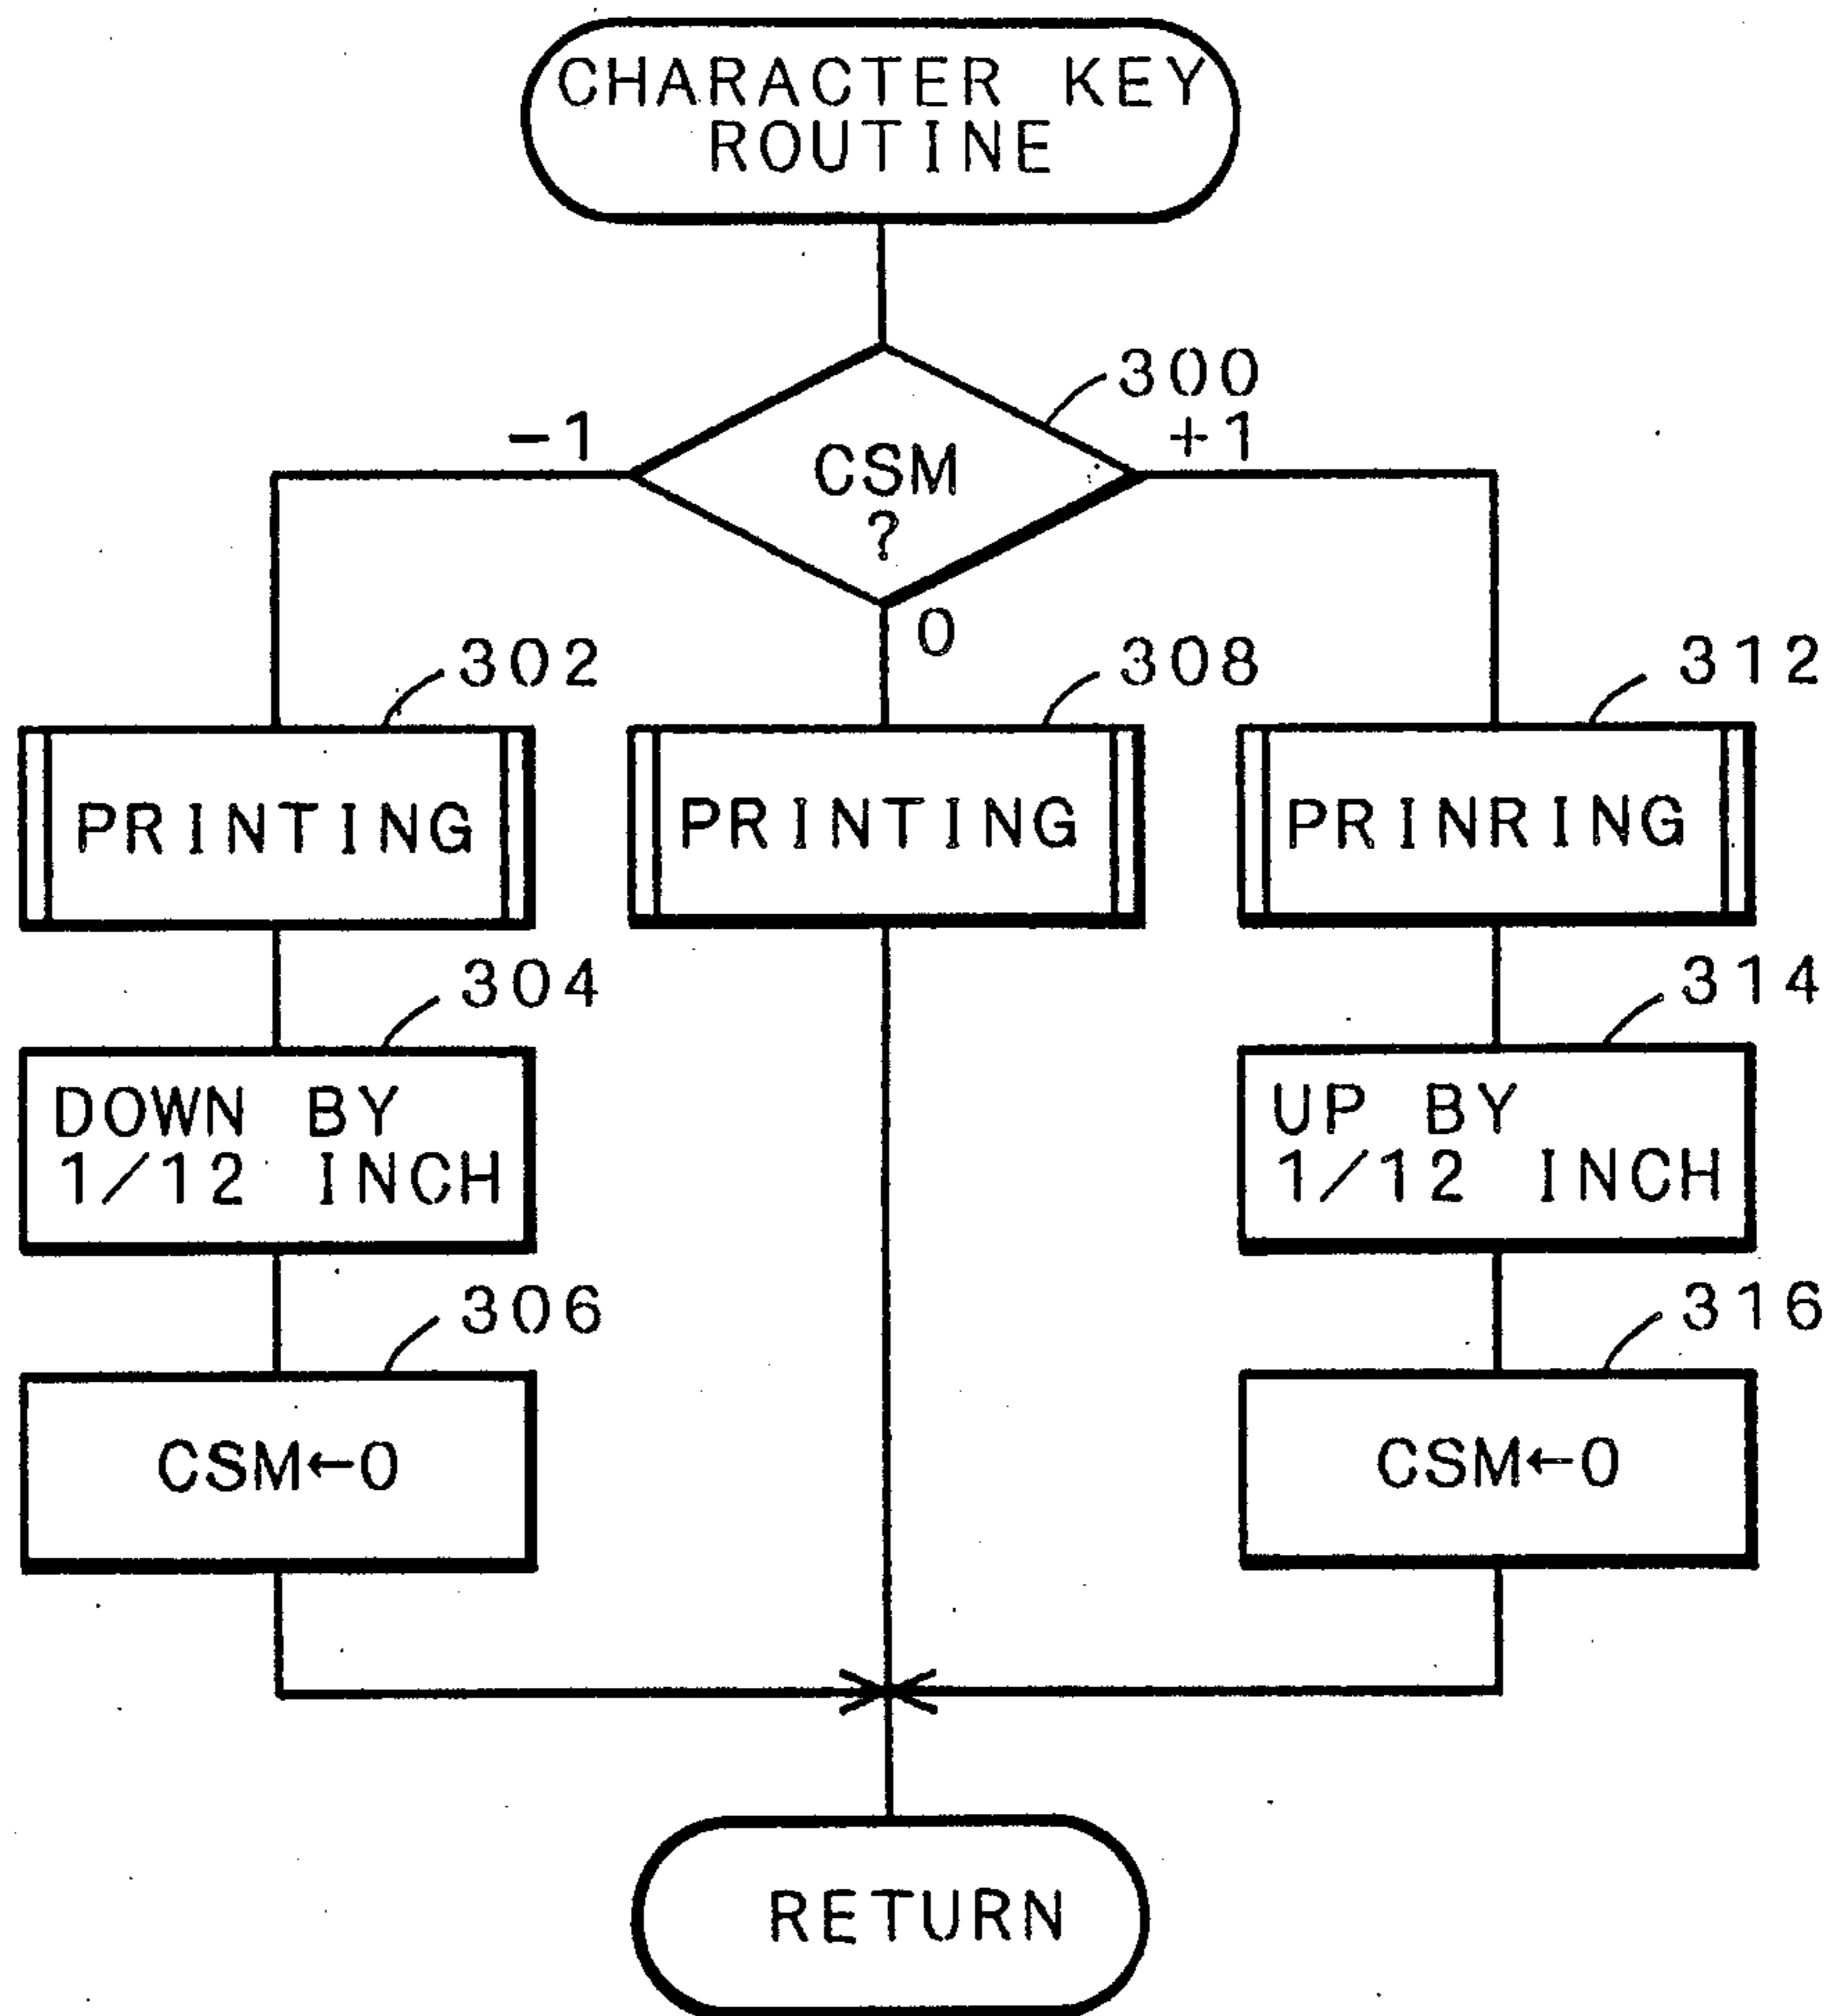 CHARACTER KEY
ROUTINE
300
-1
+1
CSM
?
0
302
308
312
PRINTING
PRINTING
PRINRING
304
314
DOWN BY
1/12 INCH
UP BY
1/12 INCH
306
316
CSM←0
CSM←0
RETURN